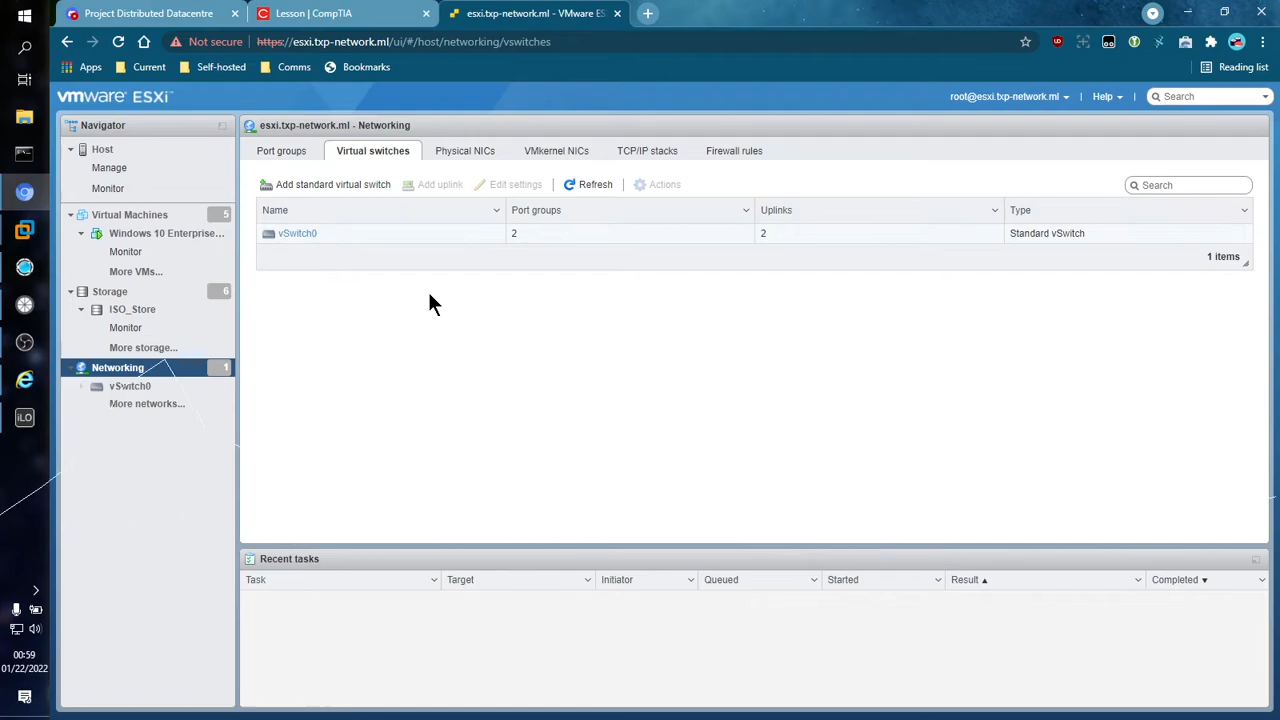 Project Distributed Datacentre
Lesson | CompTIA
esxi.txp-network.ml - VMware ES
Not secure
https://esxi.txp-network.ml/ui/#/host/networking/vswitches
Apps
Current
Self-hosted
Comms
Bookmarks
Reading list
vmware ESXi
root@esxi.txp-network.ml
Help
Search
Navigator
Host
Manage
Monitor
Virtual Machines
5
Windows 10 Enterprise...
Monitor
More VMs...
Storage
6
ISO_Store
Monitor
More storage...
Networking
1
vSwitch0
More networks...
esxi.txp-network.ml - Networking
Port groups
Virtual switches
Physical NICs
VMkernel NICs
TCP/IP stacks
Firewall rules
Add standard virtual switch
Add uplink
Edit settings
Refresh
Actions
Search
Name
Port groups
Uplinks
Type
vSwitch0
2
2
Standard vSwitch
1 items
Recent tasks
Task
Target
Initiator
Queued
Started
Result
Completed
iLO
00:59
01/22/2022